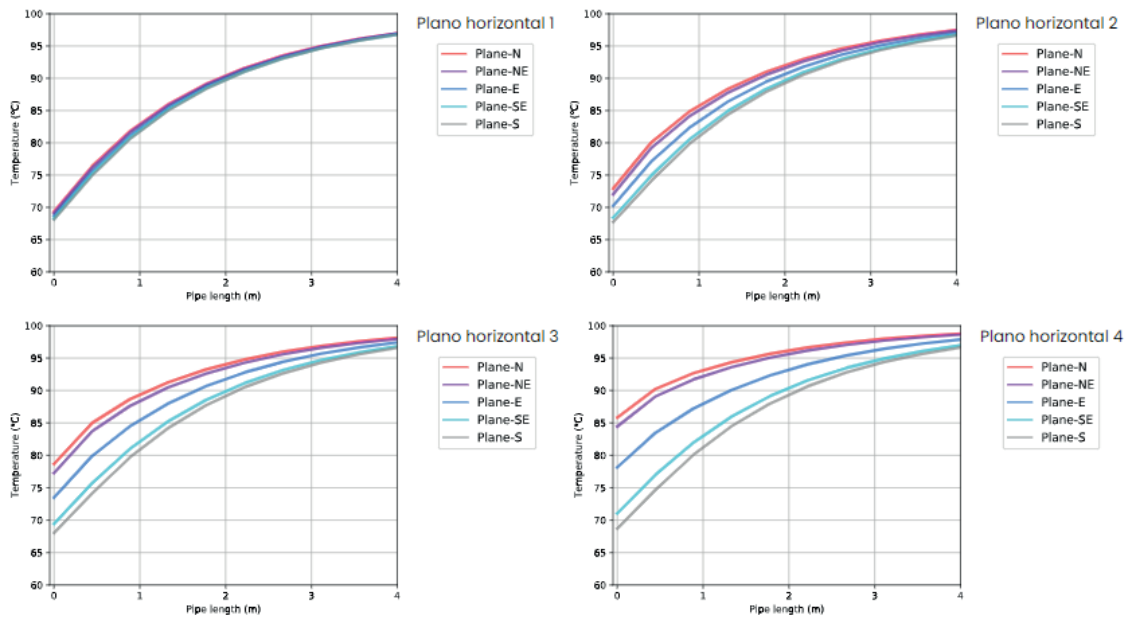 Plano horizontal 1
Temperature (°C)
100
95
90
85
80
75
70
65
60
0 1 2 3 4
Pipe length (m)
Plane-N
Plane-NE
Plane-E
Plane-SE
Plane-S
Plano horizontal 2
Temperature (°C)
100
95
90
85
80
75
70
65
60
0 1 2 3 4
Pipe length (m)
Plane-N
Plane-NE
Plane-E
Plane-SE
Plane-S
Plano horizontal 3
Temperature (°C)
100
95
90
85
80
75
70
65
60
0 1 2 3 4
Pipe length (m)
Plane-N
Plane-NE
Plane-E
Plane-SE
Plane-S
Plano horizontal 4
Temperature (°C)
100
95
90
85
80
75
70
65
60
0 1 2 3 4
Pipe length (m)
Plane-N
Plane-NE
Plane-E
Plane-SE
Plane-S